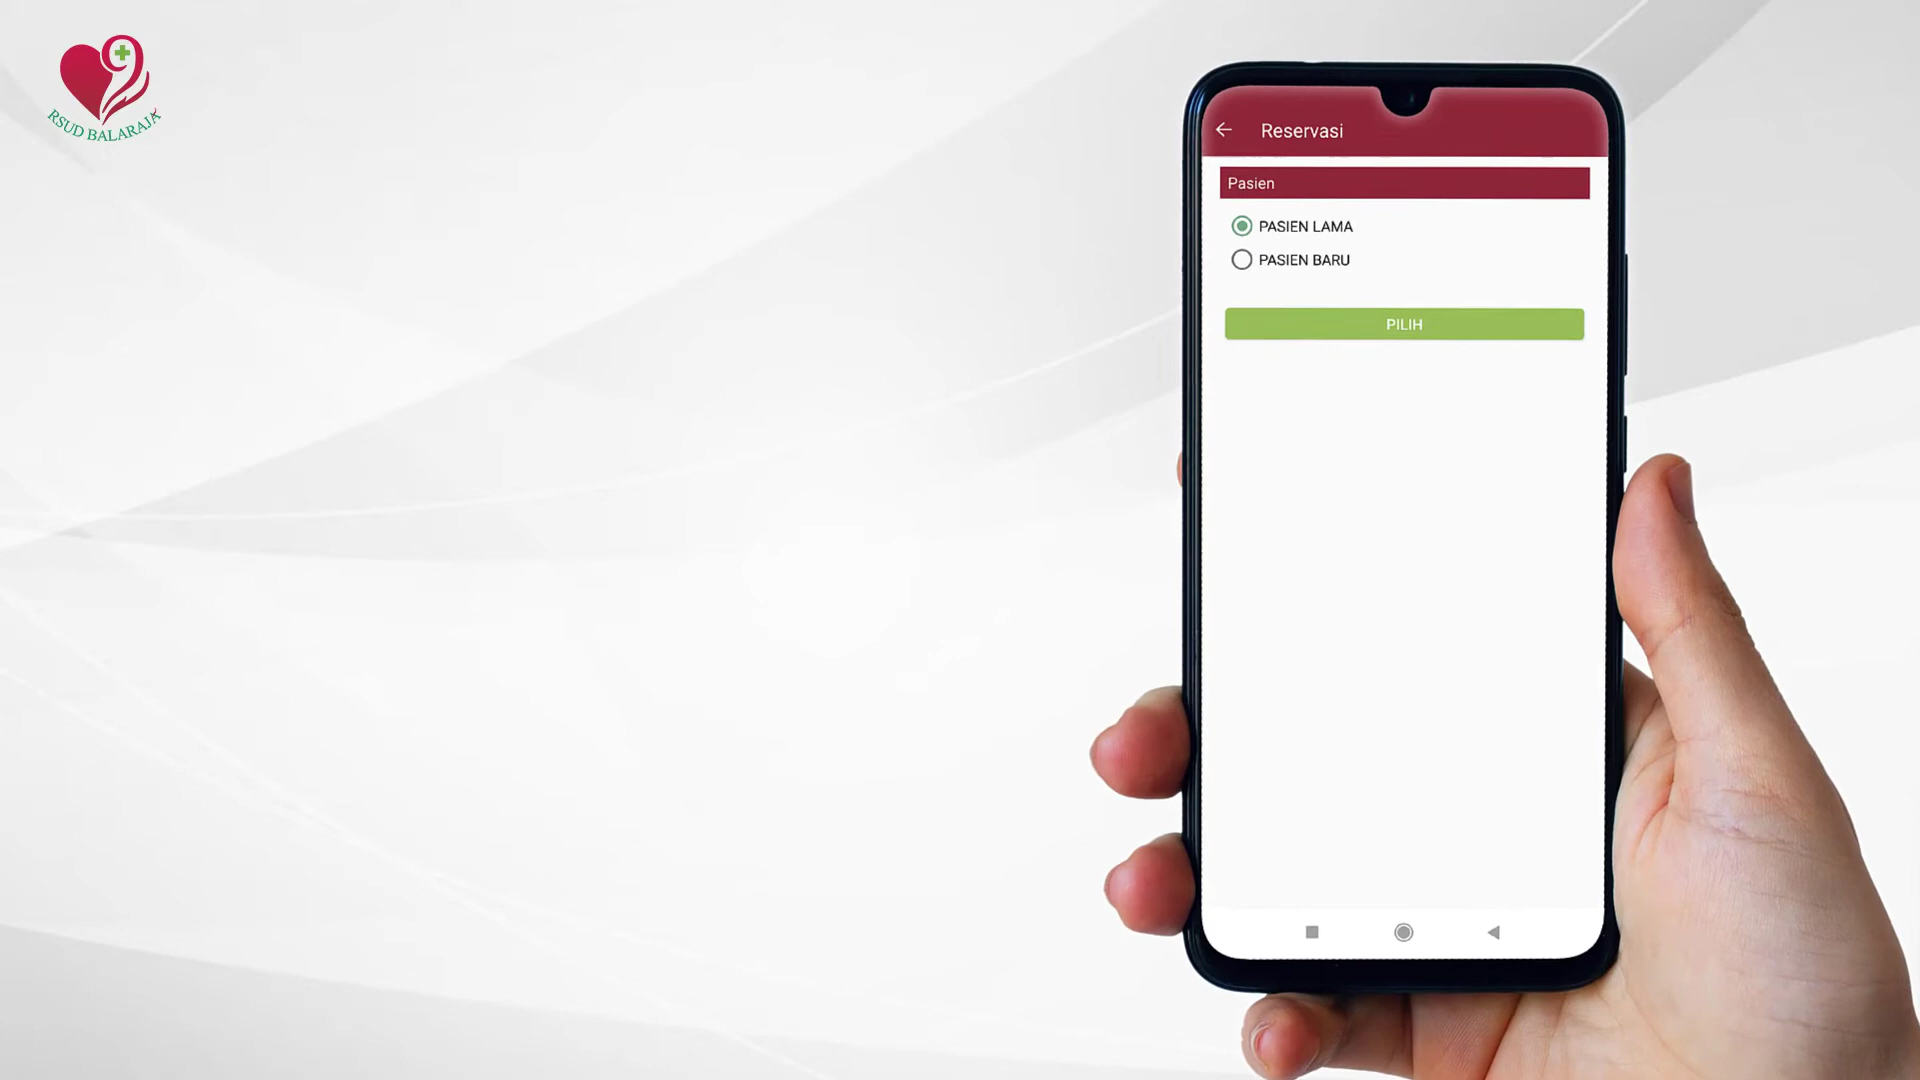 RSUD BALARAJA
Reservasi
Pasien
PASIEN LAMA
PASIEN BARU
PILIH